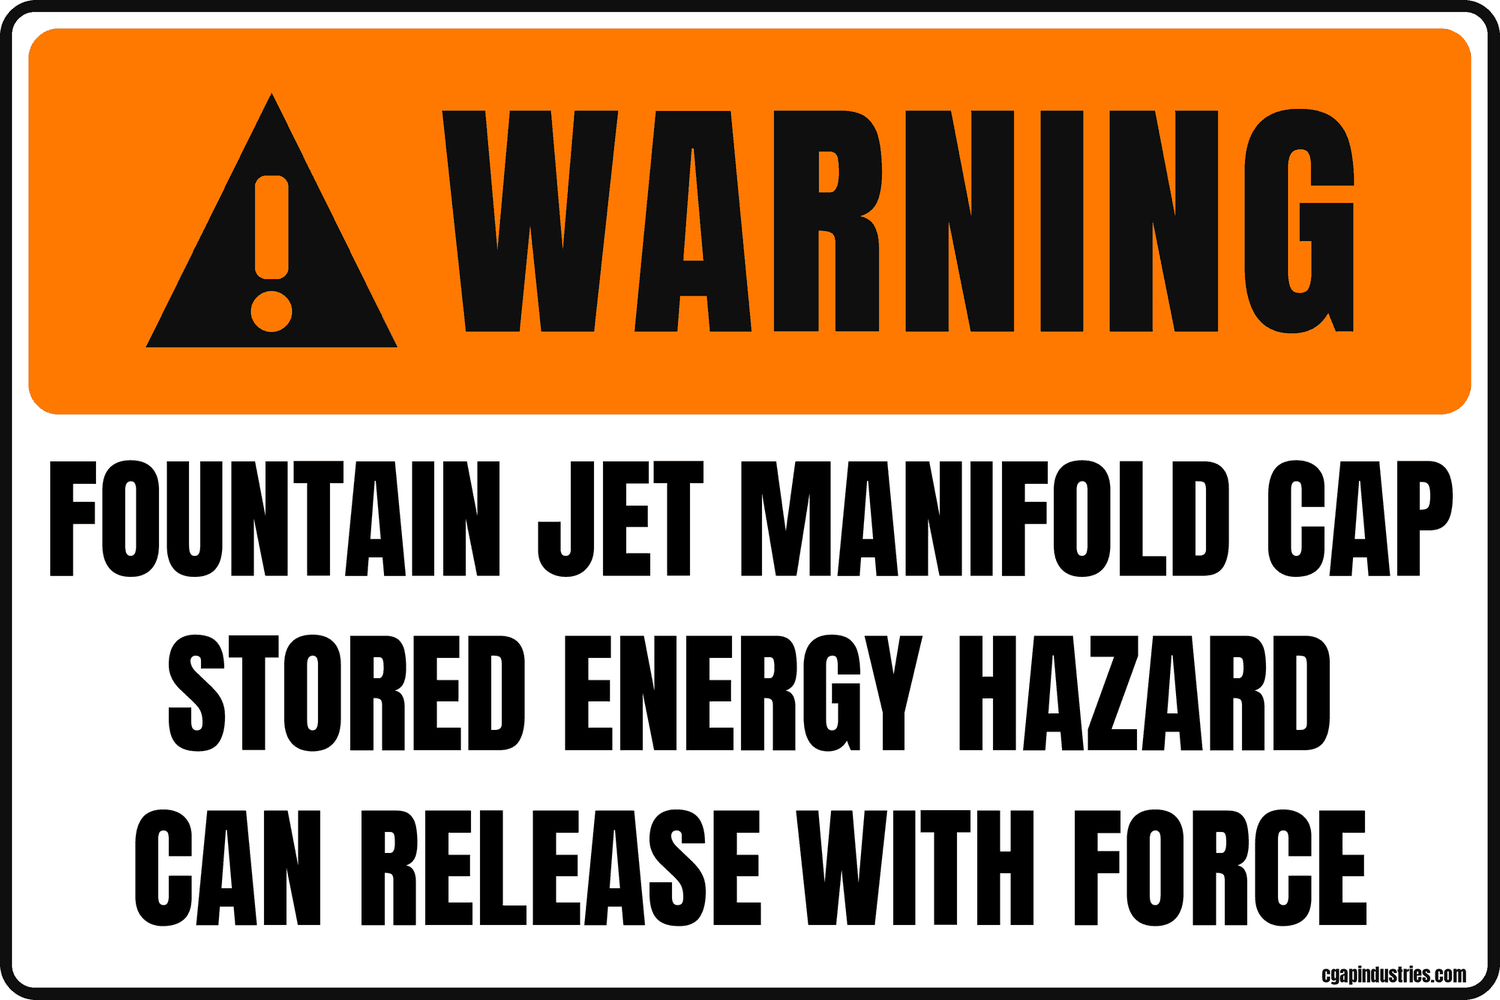 WARNING
FOUNTAIN JET MANIFOLD CAP
STORED ENERGY HAZARD
CAN RELEASE WITH FORCE
cgapindustries.com